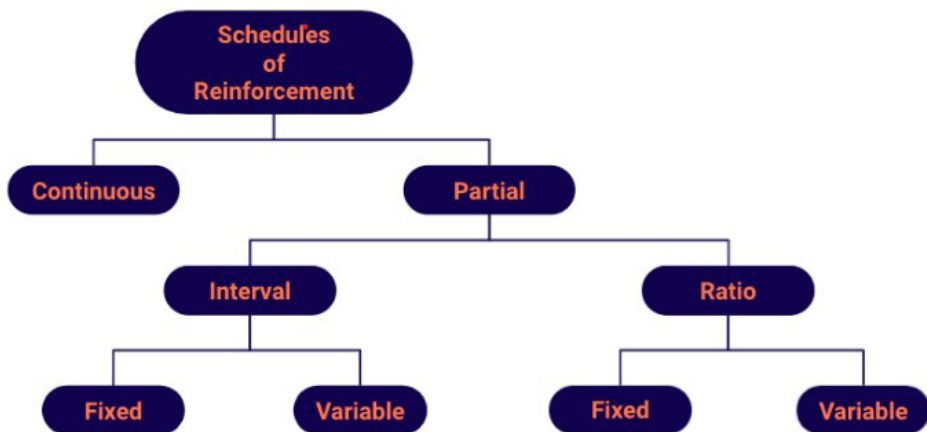 Schedules
of
Reinforcement
Continuous
Partial
Interval
Ratio
Fixed
Variable
Fixed
Variable